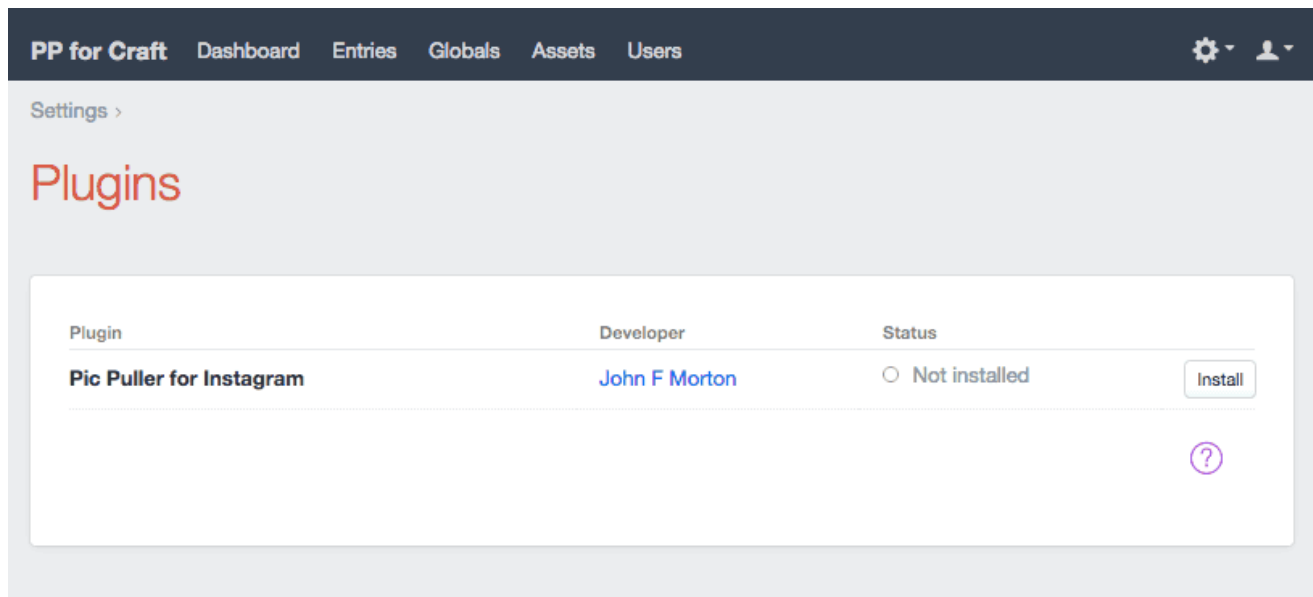 PP for Craft Dashboard Entries Globals Assets Users
Settings ›
Plugins
Plugin Developer Status
Pic Puller for Instagram John F Morton Not installed Install
?